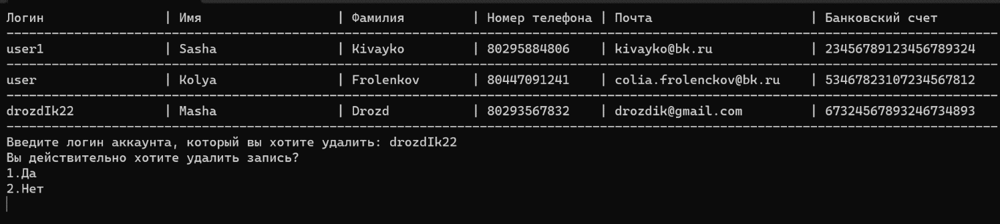 Логин | Имя | Фамилия | Номер телефона | Почта | Банковский счет
user1 | Sasha | Kivayko | 80295884806 | kivayko@bk.ru | 23456789123456789324
user | Kolya | Frolenkov | 80447091241 | colia.frolenckov@bk.ru | 53467823107234567812
drozdIk22 | Masha | Drozd | 80293567832 | drozdik@gmail.com | 67324567893246734893
Введите логин аккаунта, который вы хотите удалить: drozdIk22
Вы действительно хотите удалить запись?
1.Да
2.Нет